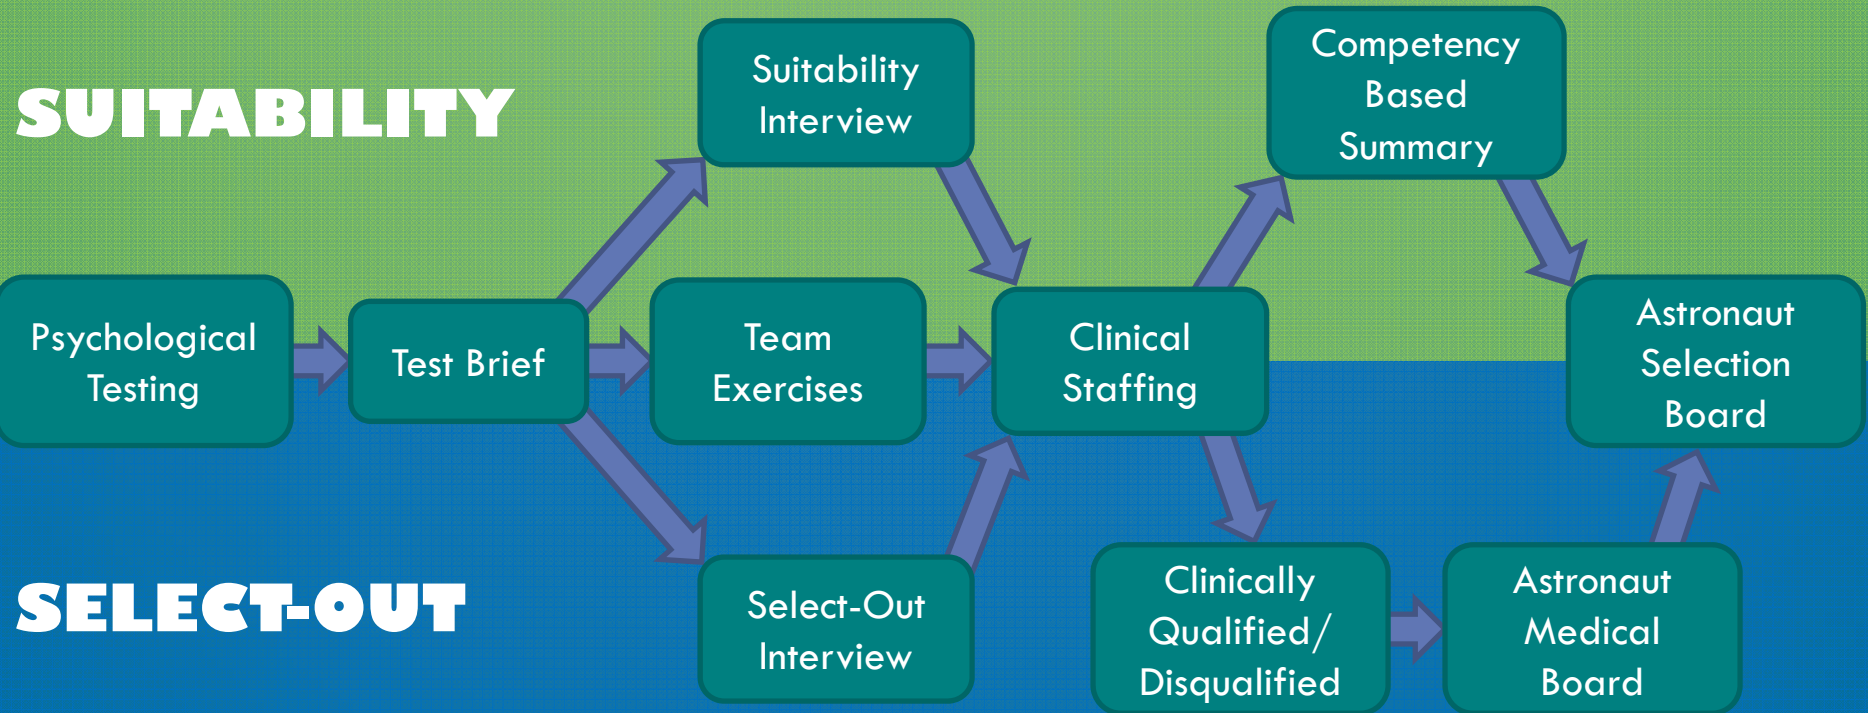 SUITABILITY
Suitability
Interview
Competency
Based
Summary
Psychological
Testing
Test Brief
Team
Exercises
Clinical
Staffing
Astronaut
Selection
Board
SELECT-OUT
Select-Out
Interview
Clinically
Qualified/
Disqualified
Astronaut
Medical
Board